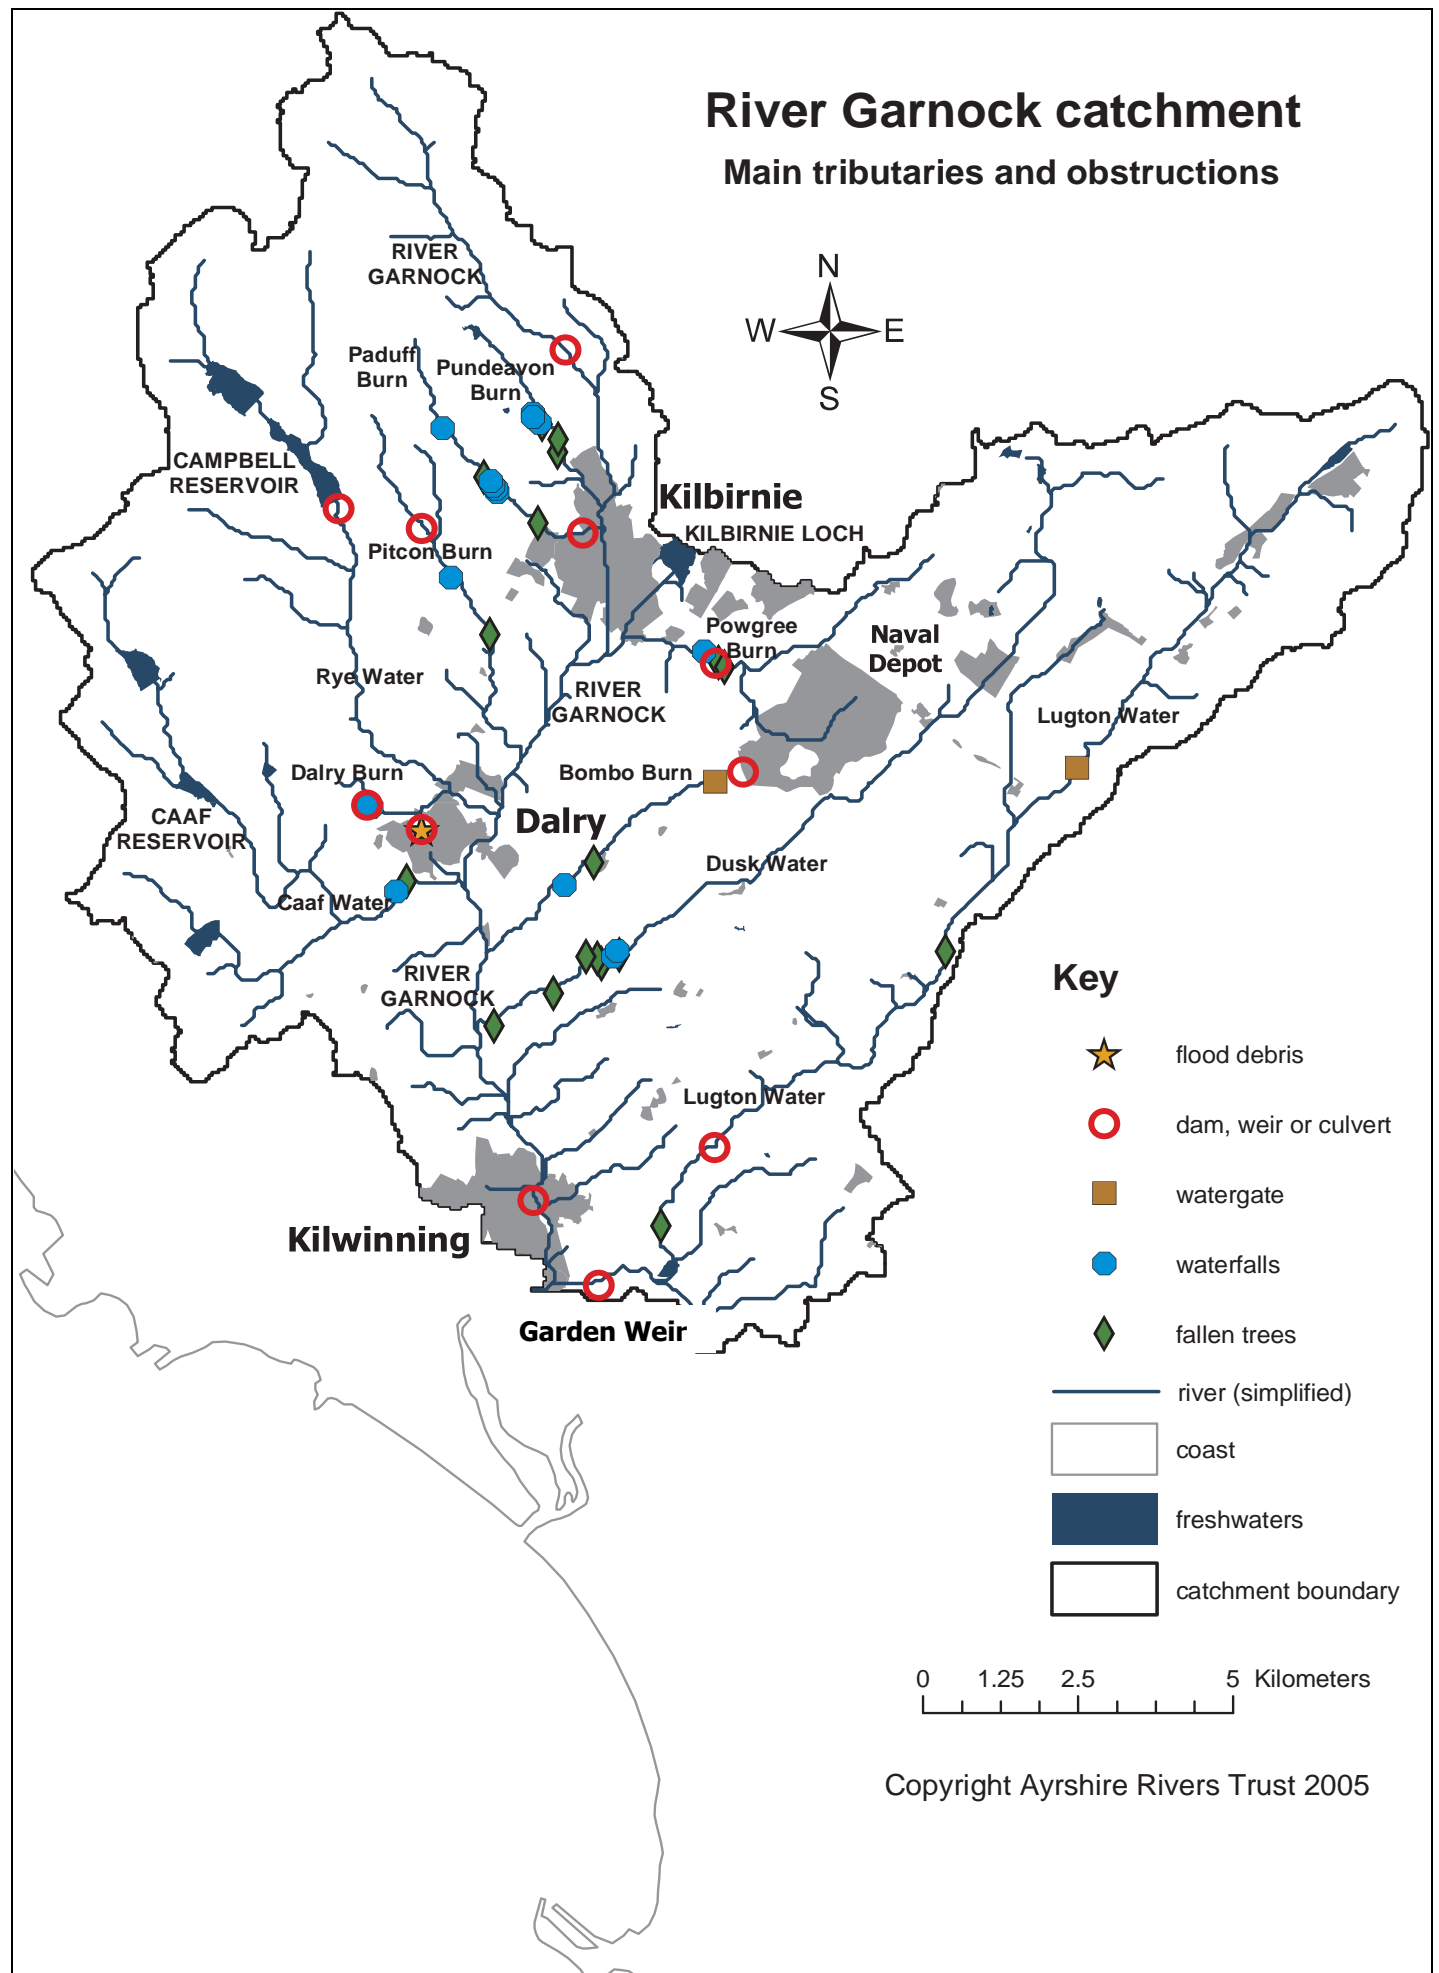 River Garnock catchment
Main tributaries and obstructions
N
W
E
S
RIVER
GARNOCK
Paduff
Burn
Pundeavon
Burn
CAMPBELL
RESERVOIR
Kilbirnie
KILBIRNIE LOCH
Pitcon Burn
Powgree
Burn
Naval
Depot
Rye Water
RIVER
GARNOCK
Lugton Water
Dalry Burn
Bombo Burn
CAAF
RESERVOIR
Dalry
Dusk Water
Caaf Water
RIVER
GARNOCK
Lugton Water
Kilwinning
Garden Weir
Key
flood debris
dam, weir or culvert
watergate
waterfalls
fallen trees
river (simplified)
coast
freshwaters
catchment boundary
0 1.25 2.5 5 Kilometers
Copyright Ayrshire Rivers Trust 2005